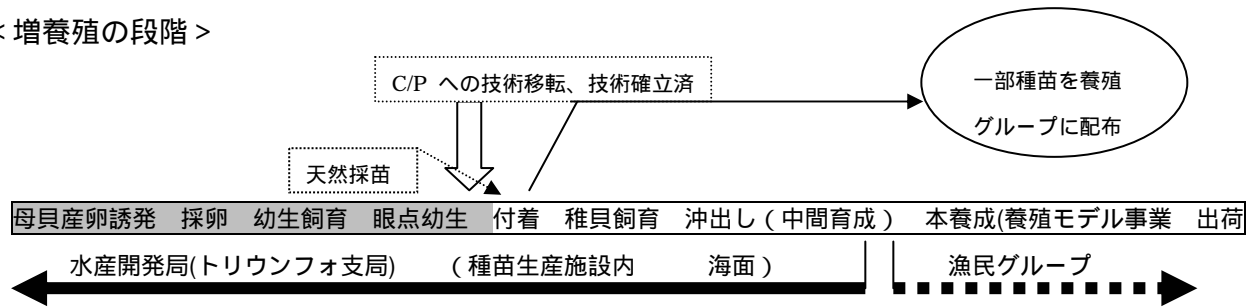 < 増養殖の段階 >
C/P への技術移転、技術確立済
一部種苗を養殖
グループに配布
天然採苗
母貝産卵誘発 採卵 幼生飼育 眼点幼生 付着 稚貝飼育 沖出し（中間育成） 本養成(養殖モデル事業 出荷
水産開発局(トリウンフォ支局) （種苗生産施設内 海面） 漁民グループ